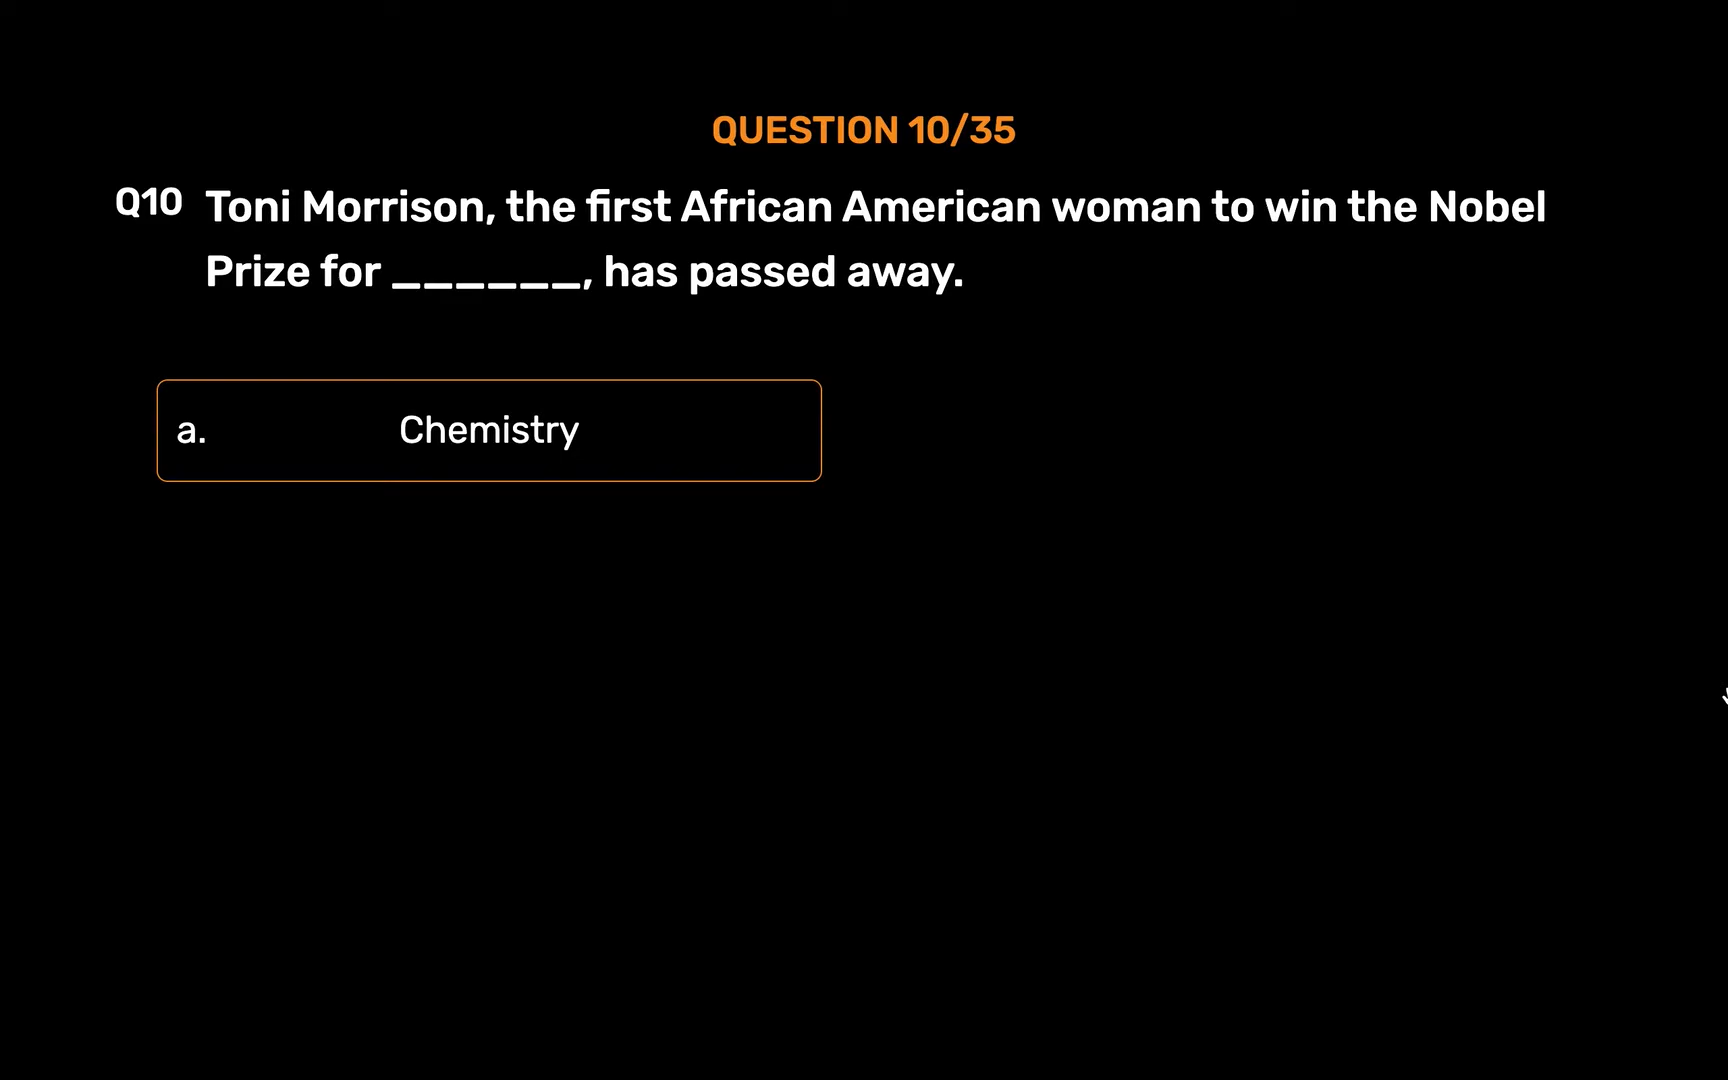 QUESTION 10/35
Q10 Toni Morrison, the first African American woman to win the Nobel
Prize for ______, has passed away.
a. Chemistry